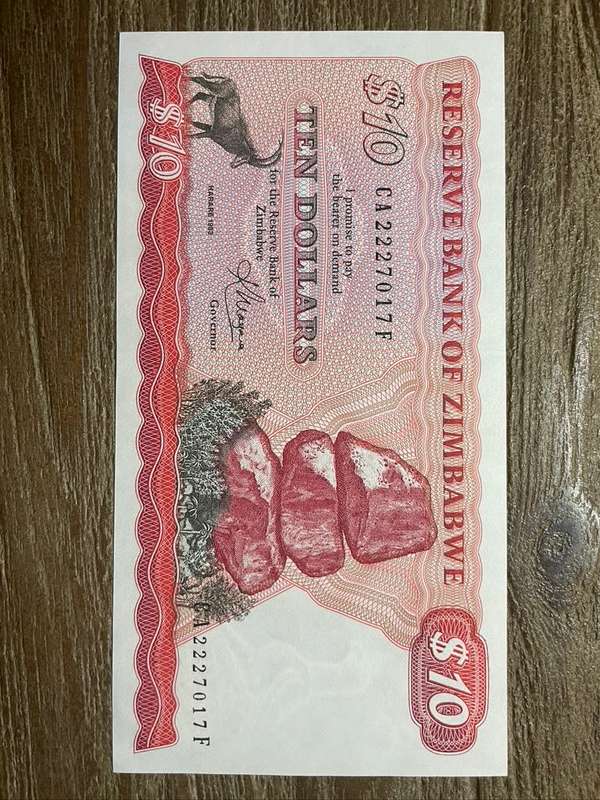 RESERVE BANK OF ZIMBABWE
$10
$10
CA2227017F
I promise to pay
the bearer on demand
TEN DOLLARS
for the Reserve Bank of
Zimbabwe
Governor
$10
CA2227017F